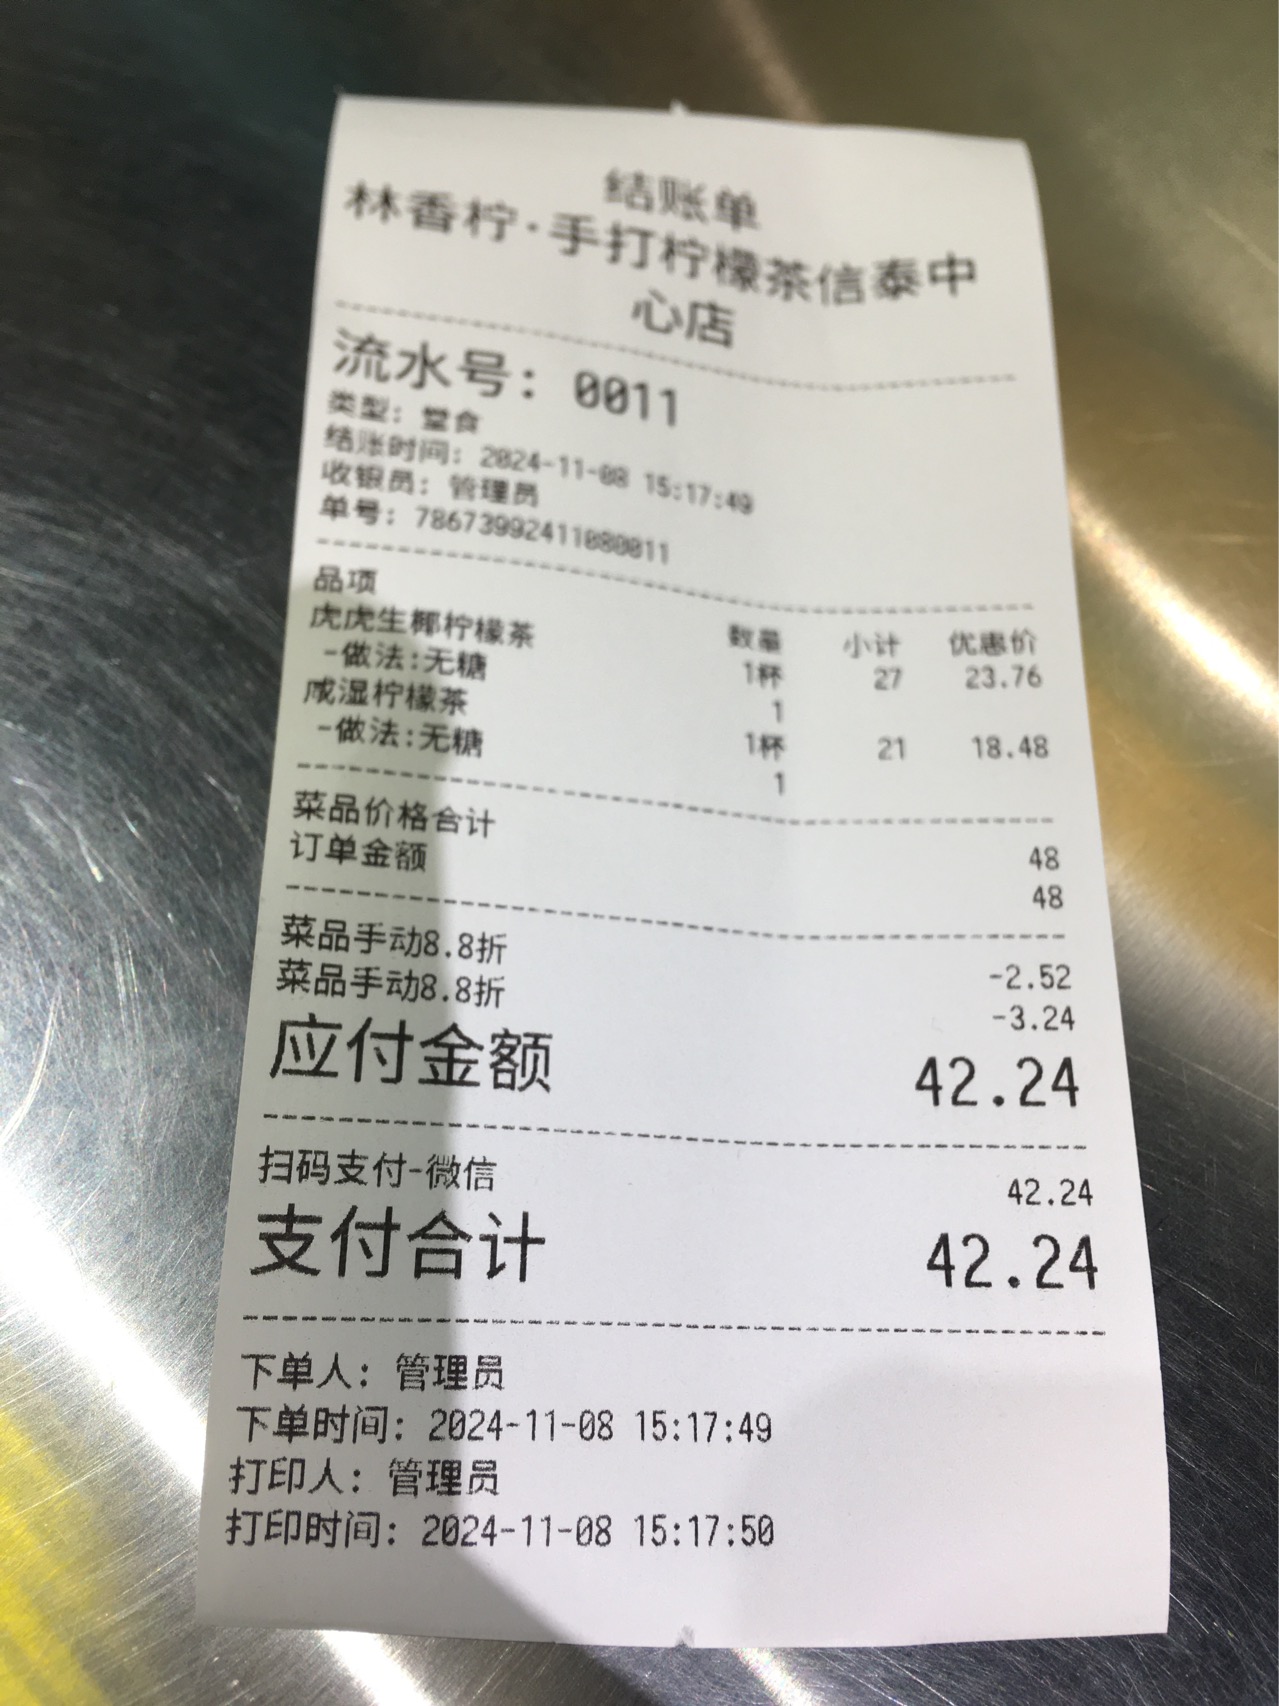 结账单
林香柠·手打柠檬茶信泰中
心店
流水号：0011
类型：堂食
结账时间：2024-11-08 15:17:49
收银员：管理员
单号：78673992411080011
品项 数量 小计 优惠价
虎虎生椰柠檬茶 1杯 27 23.76
-做法:无糖 1
咸湿柠檬茶 1杯 21 18.48
-做法:无糖 1
菜品价格合计 48
订单金额 48
菜品手动8.8折 -2.52
菜品手动8.8折 -3.24
应付金额 42.24
扫码支付-微信 42.24
支付合计 42.24
下单人：管理员
下单时间：2024-11-08 15:17:49
打印人：管理员
打印时间：2024-11-08 15:17:50